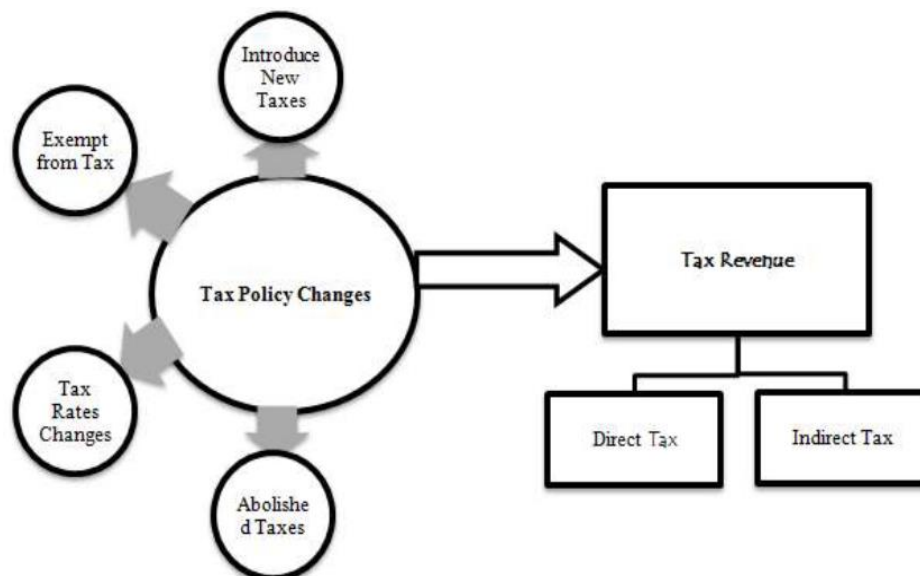 Introduce
New
Taxes
Exempt
from Tax
Tax Policy Changes
Tax Revenue
Tax
Rates
Changes
Direct Tax
Indirect Tax
Abolishe
d Taxes